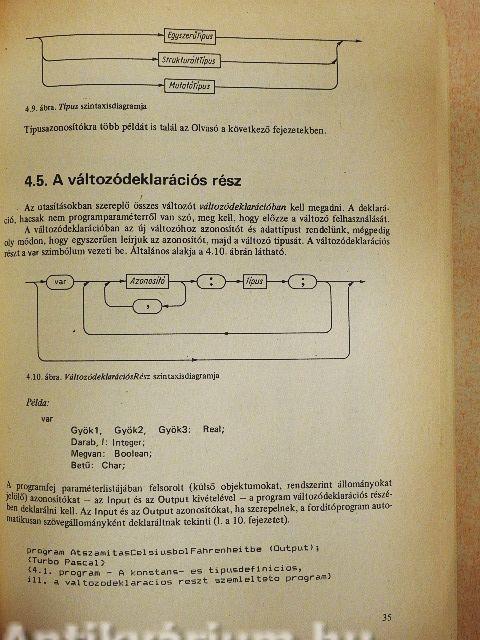 EgyszerűTípus
StrukturáltTípus
MutatóTípus
4.9. ábra. Típus szintaxisdiagramja
Típusazonosítókra több példát is talál az Olvasó a következő fejezetekben.
4.5. A változódeklarációs rész
Az utasításokban szereplő összes változót változódeklarációban kell megadni. A deklará-
ció, hacsak nem programparaméterről van szó, meg kell, hogy előzze a változó felhasználását.
A változódeklarációban az új változóhoz azonosítót és adattípust rendelünk, mégpedig
oly módon, hogy egyszerűen leírjuk az azonosítót, majd a változó típusát. A változódeklarációs
részt a var szimbólum vezeti be. Általános alakja a 4.10. ábrán látható.
var Azonosító : Típus ;
,
4.10. ábra. VáltozódeklarációsRész szintaxisdiagramja
Példa:
var
Gyök1, Gyök2, Gyök3: Real;
Darab, I: Integer;
Megvan: Boolean;
Betű: Char;
A programfej paraméterlistájában felsorolt (külső objektumokat, rendszerint állományokat
jelölő) azonosítókat – az Input és az Output kivételével – a program változódeklarációs részé-
ben deklarálni kell. Az Input és az Output azonosítókat, ha szerepelnek, a fordítóprogram auto-
matikusan szövegállományként deklaráltnak tekinti (l. a 10. fejezetet).
program AtszamitasCelsiusbolFahrenheitbe (Output);
{Turbo Pascal}
{4.1. program - A konstans- es tipusdefinicios,
ill. a valtozodeklaracios reszt szemlelteto program}
35
Antikvárium.hu